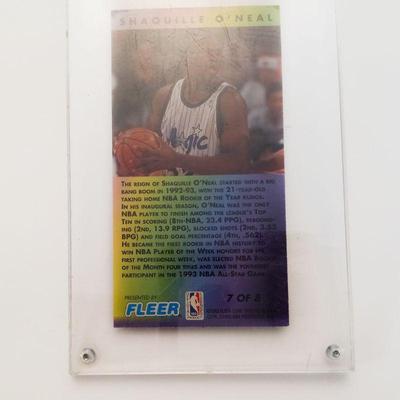 SHAQUILLE O'NEAL
MAGIC
THE REIGN OF SHAQUILLE O'NEAL STARTED WITH A BIG
BANG BOOM IN 1992-93, WITH THE 21-YEAR-OLD
TAKING HOME NBA ROOKIE OF THE YEAR KUDOS.
IN HIS INAUGURAL SEASON, O'NEAL WAS THE ONLY
NBA PLAYER TO FINISH AMONG THE LEAGUE'S TOP
TEN IN SCORING (8TH-NBA, 23.4 PPG), REBOUND-
ING (2ND, 13.9 RPG), BLOCKED SHOTS (2ND, 3.53
BPG) AND FIELD GOAL PERCENTAGE (4TH, .562).
HE BECAME THE FIRST ROOKIE IN NBA HISTORY TO
WIN NBA PLAYER OF THE WEEK HONORS FOR HIS
FIRST PROFESSIONAL WEEK, WAS ELECTED NBA ROOKIE
OF THE MONTH FOUR TIMES AND WAS THE YOUNGEST
PARTICIPANT IN THE 1993 NBA ALL-STAR GAME.
PRESENTED BY
FLEER
NBA
7 OF 8